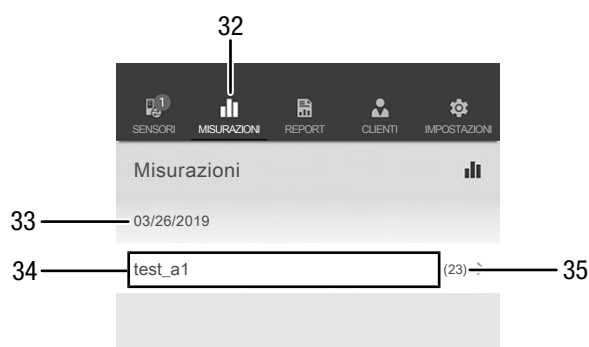 32
1
SENSORI MISURAZIONI REPORT CLIENTI IMPOSTAZIONI
Misurazioni
33 03/26/2019
34 test_a1 (23) 35